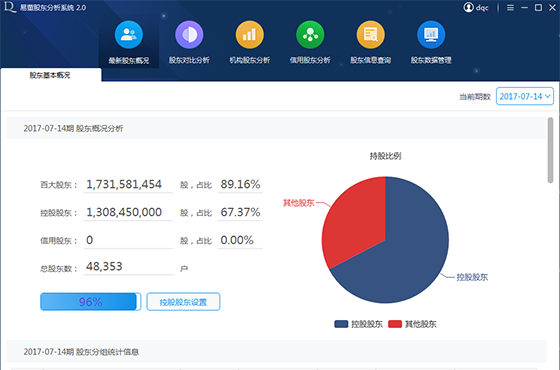 易董股东分析系统 2.0
dqc
最新股东概况 股东对比分析 机构股东分析 信用股东分析 股东信息查询 股东数据管理
股东基本概况
当前期数 2017-07-14
2017-07-14期 股东概况分析
持股比例
百大股东： 1,731,581,454 股，占比 89.16%
其他股东
控股股东： 1,308,450,000 股，占比 67.37%
信用股东： 0 股，占比 0.00%
总股东数： 48,353 户
控股股东
96% 控股股东设置
控股股东 其他股东
2017-07-14期 股东分组统计信息